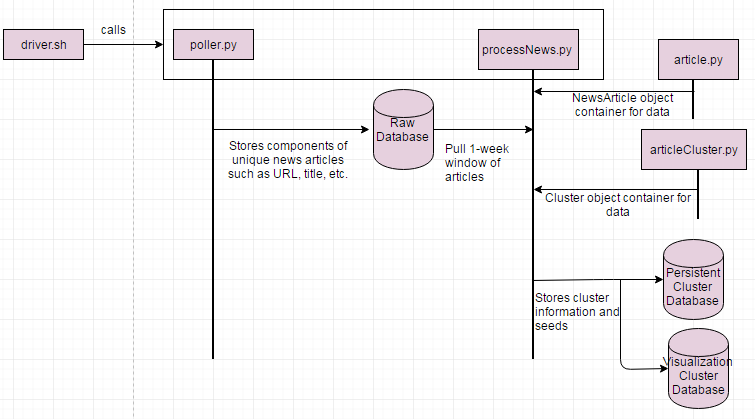 driver.sh
calls
poller.py
processNews.py
article.py
NewsArticle object
container for data
Raw
Database
Stores components of
unique news articles
such as URL, title, etc.
Pull 1-week
window of
articles
articleCluster.py
Cluster object container for
data
Persistent
Cluster
Database
Stores cluster
information and
seeds
Visualization
Cluster
Database